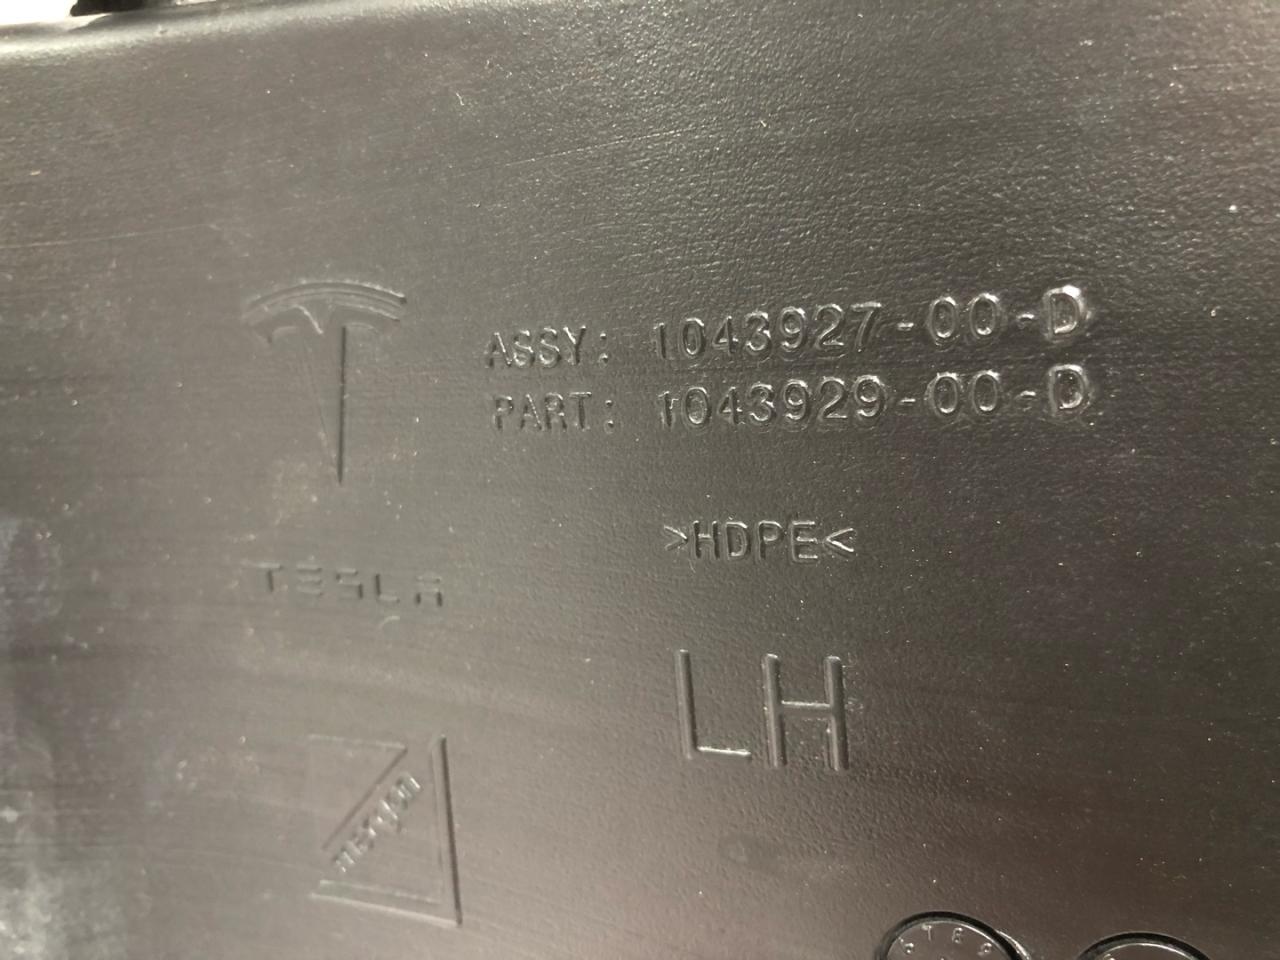 ASSY: 1043927-00-D
PART: 1043929-00-D
>HDPE<
TESLA
LH